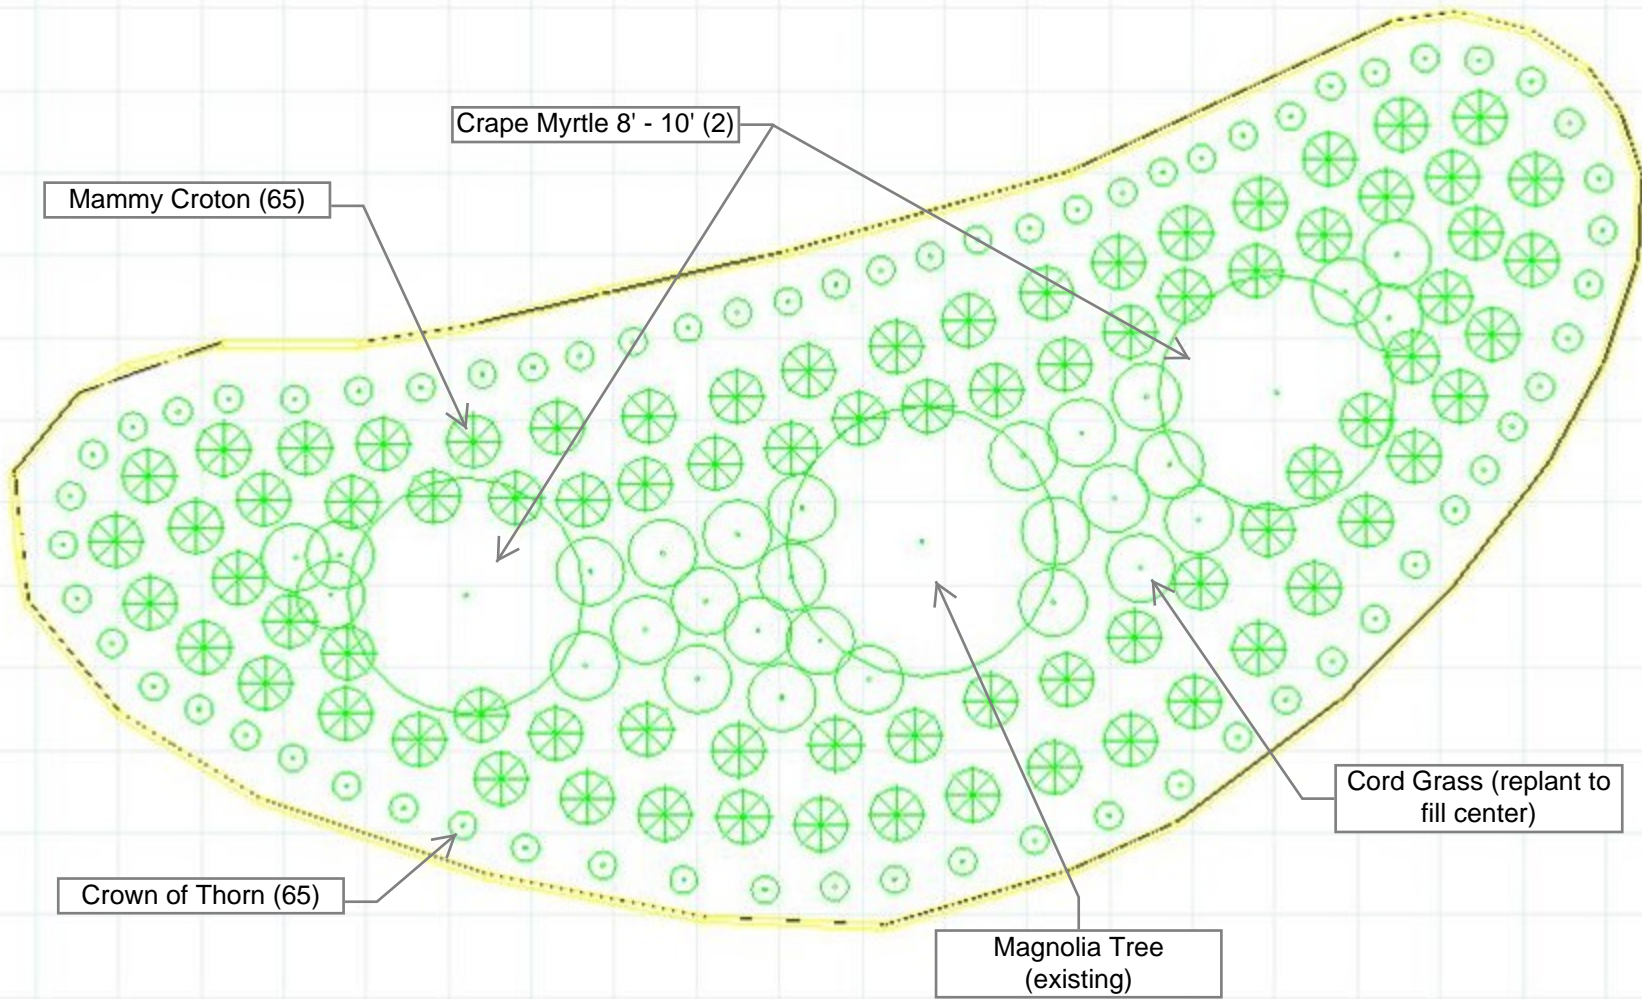 Crape Myrtle 8' - 10' (2)
Mammy Croton (65)
Cord Grass (replant to
fill center)
Crown of Thorn (65)
Magnolia Tree
(existing)